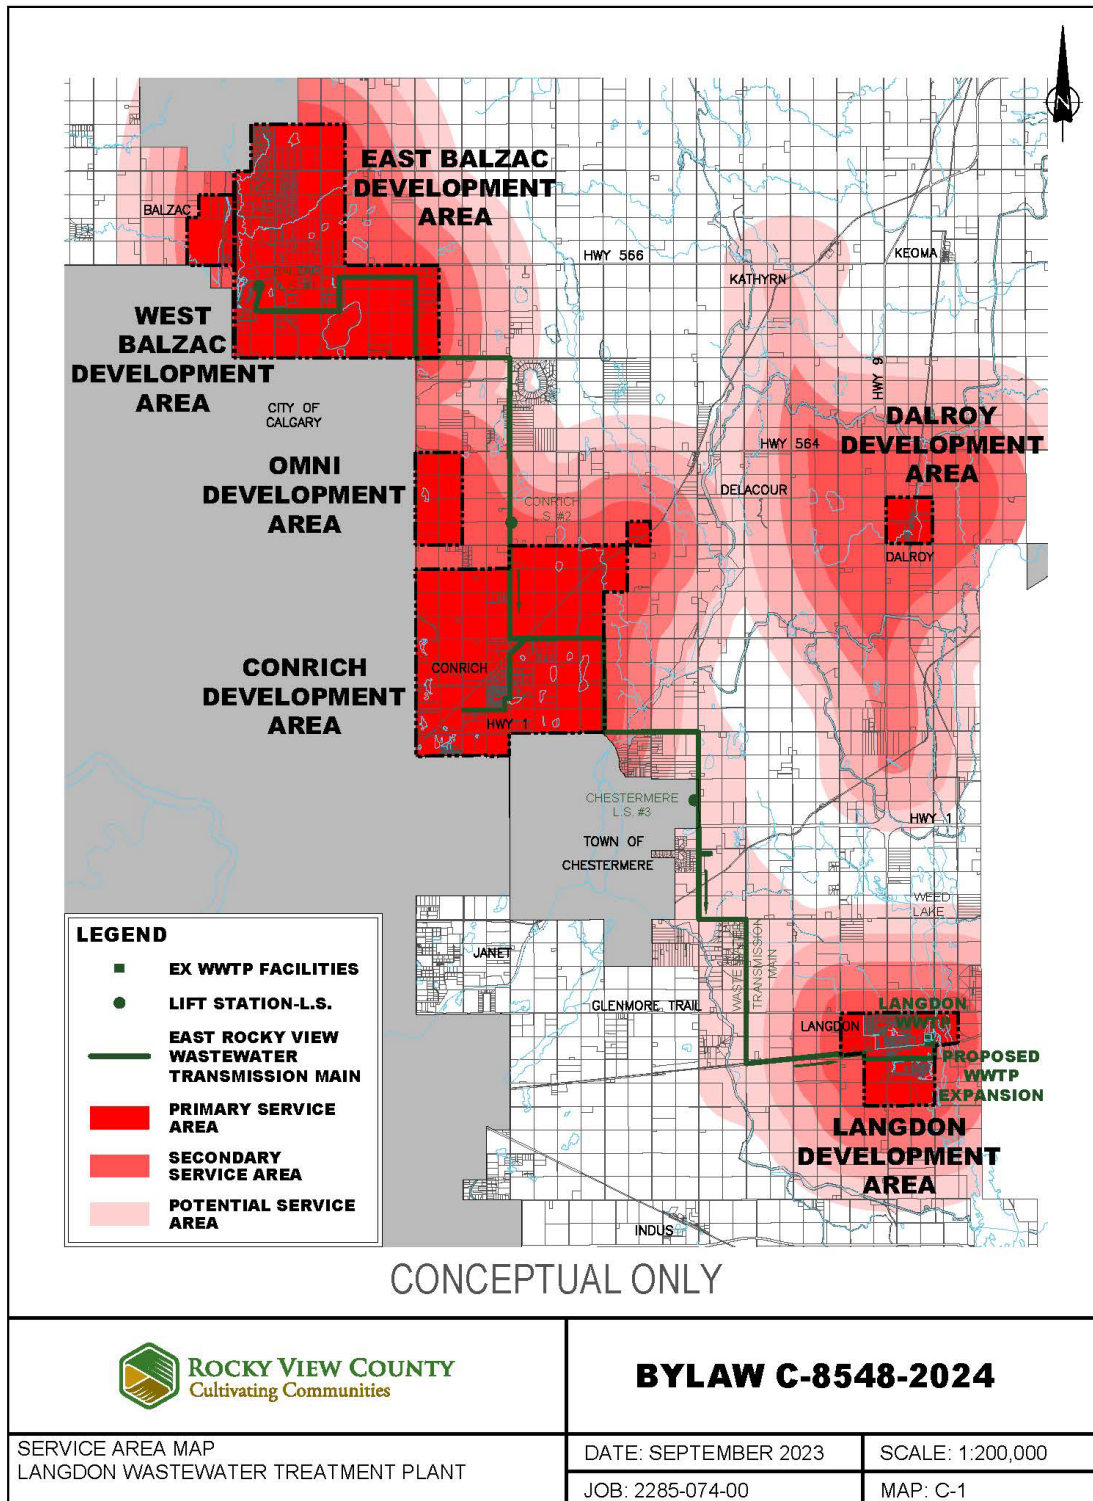 N
EAST BALZAC
DEVELOPMENT
AREA
BALZAC
HWY 566
KEOMA
KATHYRN
BALZAC
L.S. #1
WEST
BALZAC
DEVELOPMENT
AREA
CITY OF
CALGARY
HWY 9
DALROY
DEVELOPMENT
AREA
HWY 564
OMNI
DEVELOPMENT
AREA
DELACOUR
CONRICH
L.S. #2
DALROY
CONRICH
DEVELOPMENT
AREA
CONRICH
HWY 1
CHESTERMERE
L.S. #3
HWY 1
TOWN OF
CHESTERMERE
WEED
LAKE
JANET
WASTEWATER
TRANSMISSION
MAIN
GLENMORE TRAIL
LANGDON
LANGDON
WWTP
PROPOSED
WWTP
EXPANSION
LANGDON
DEVELOPMENT
AREA
INDUS
LEGEND
EX WWTP FACILITIES
LIFT STATION-L.S.
EAST ROCKY VIEW
WASTEWATER
TRANSMISSION MAIN
PRIMARY SERVICE
AREA
SECONDARY
SERVICE AREA
POTENTIAL SERVICE
AREA
CONCEPTUAL ONLY
ROCKY VIEW COUNTY
Cultivating Communities
BYLAW C-8548-2024
SERVICE AREA MAP
LANGDON WASTEWATER TREATMENT PLANT
DATE: SEPTEMBER 2023
SCALE: 1:200,000
JOB: 2285-074-00
MAP: C-1